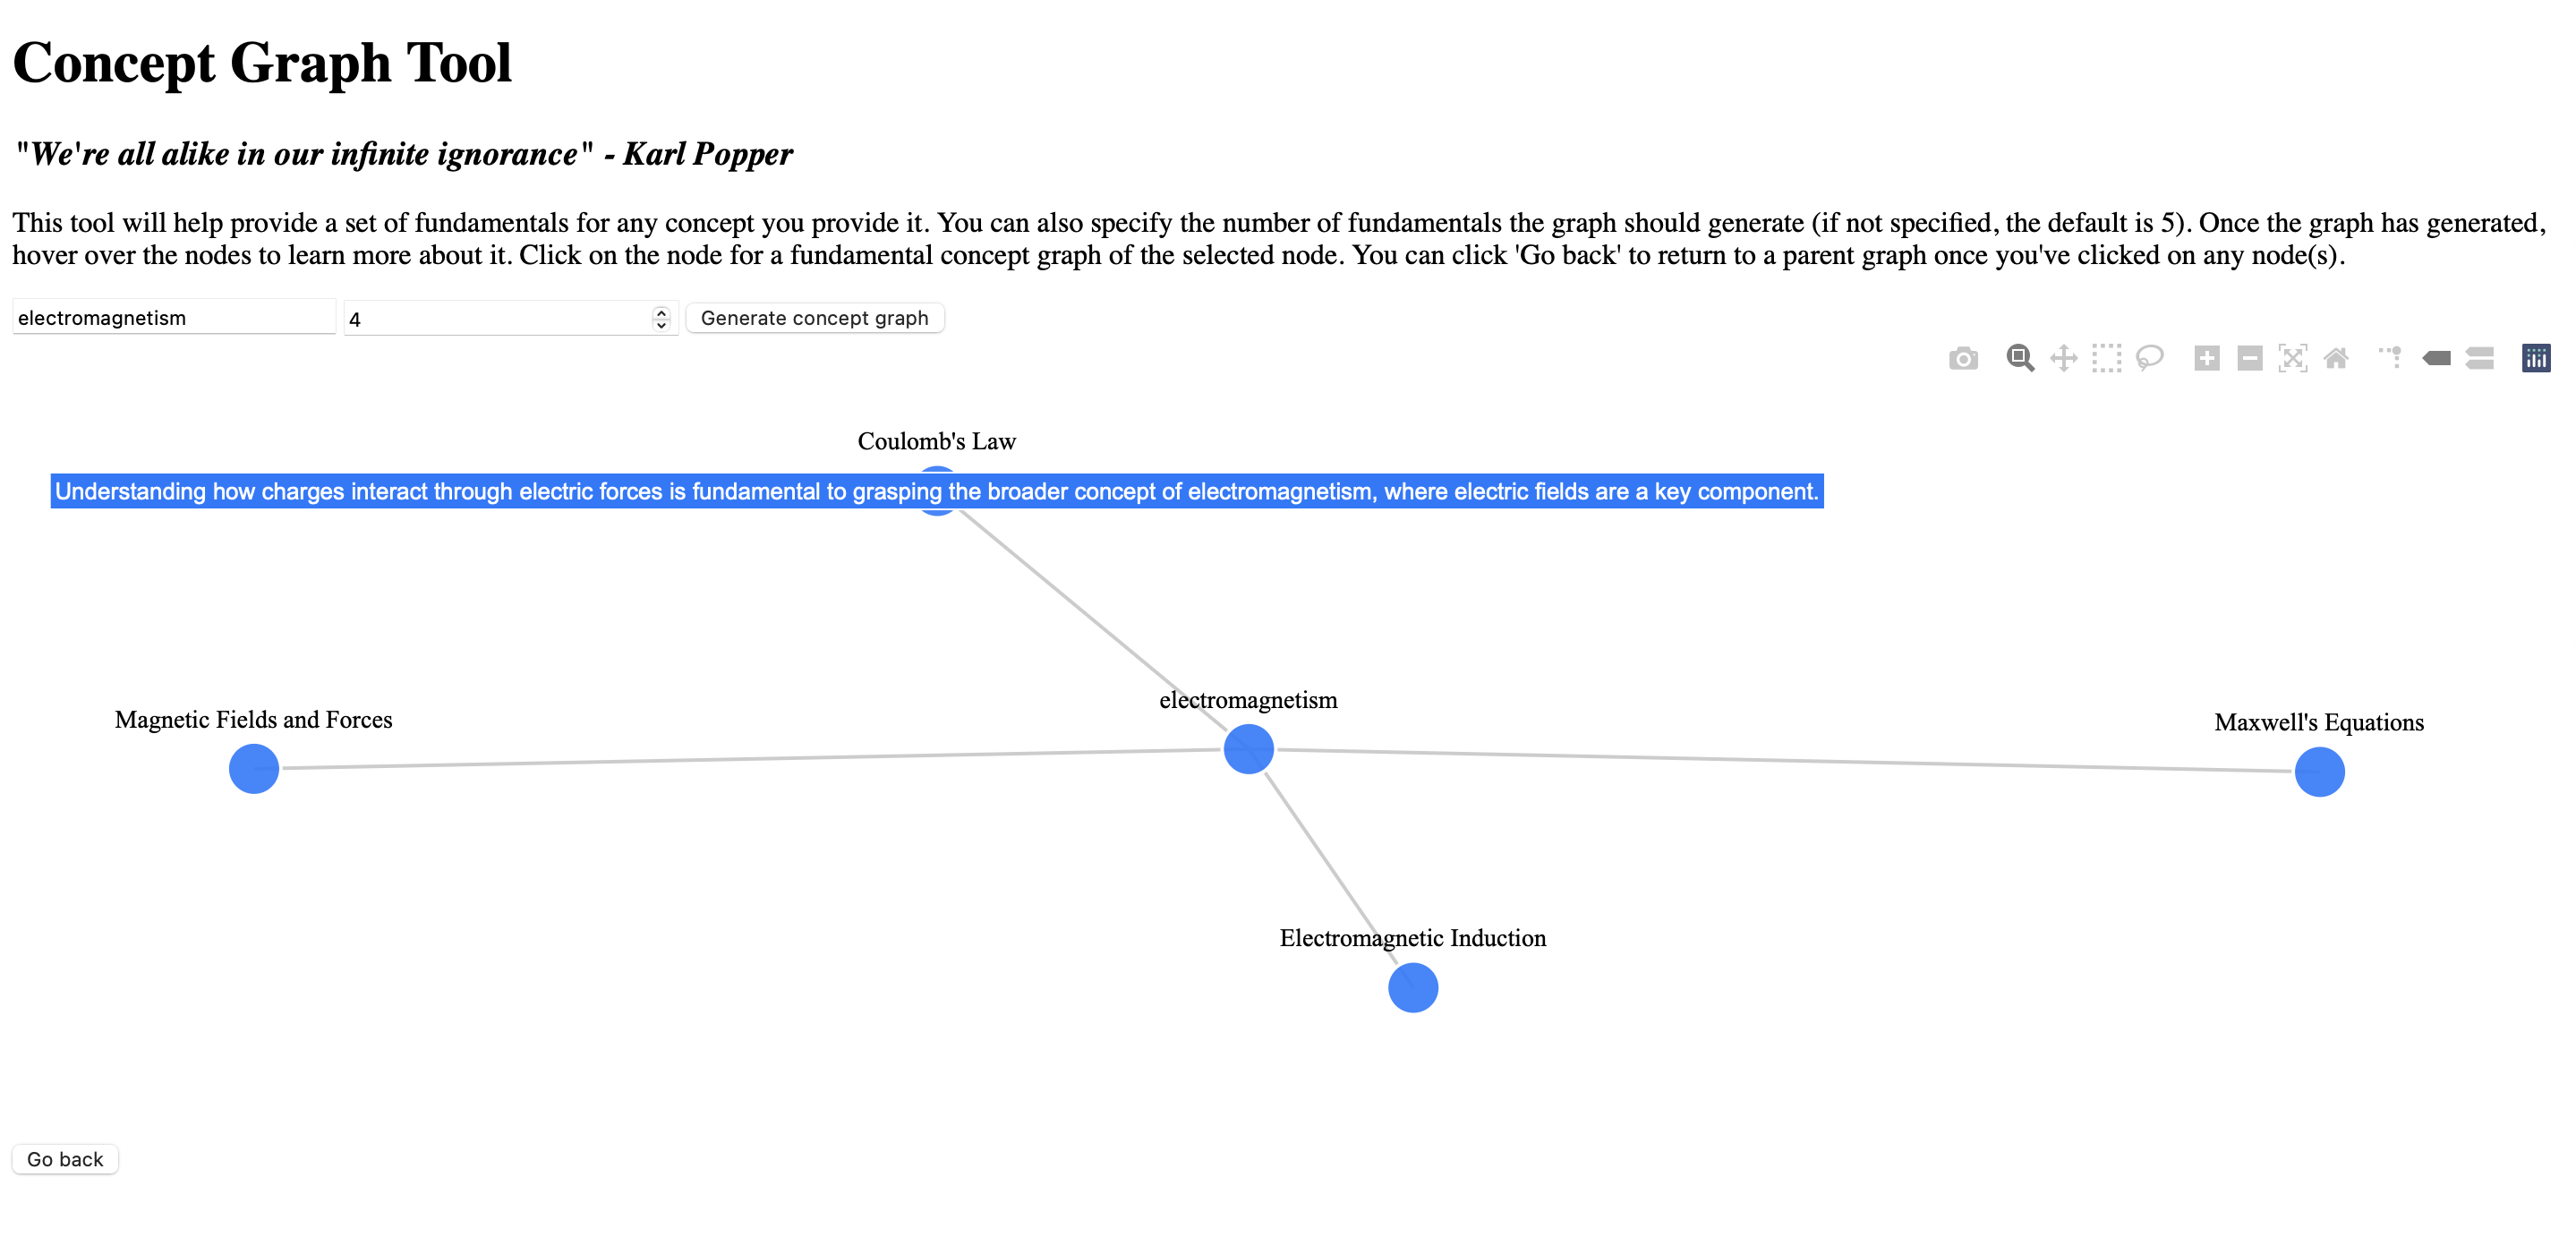 Concept Graph Tool
"We're all alike in our infinite ignorance" - Karl Popper
This tool will help provide a set of fundamentals for any concept you provide it. You can also specify the number of fundamentals the graph should generate (if not specified, the default is 5). Once the graph has generated,
hover over the nodes to learn more about it. Click on the node for a fundamental concept graph of the selected node. You can click 'Go back' to return to a parent graph once you've clicked on any node(s).
electromagnetism 4 Generate concept graph
Coulomb's Law
Understanding how charges interact through electric forces is fundamental to grasping the broader concept of electromagnetism, where electric fields are a key component.
electromagnetism
Magnetic Fields and Forces
Maxwell's Equations
Electromagnetic Induction
Go back